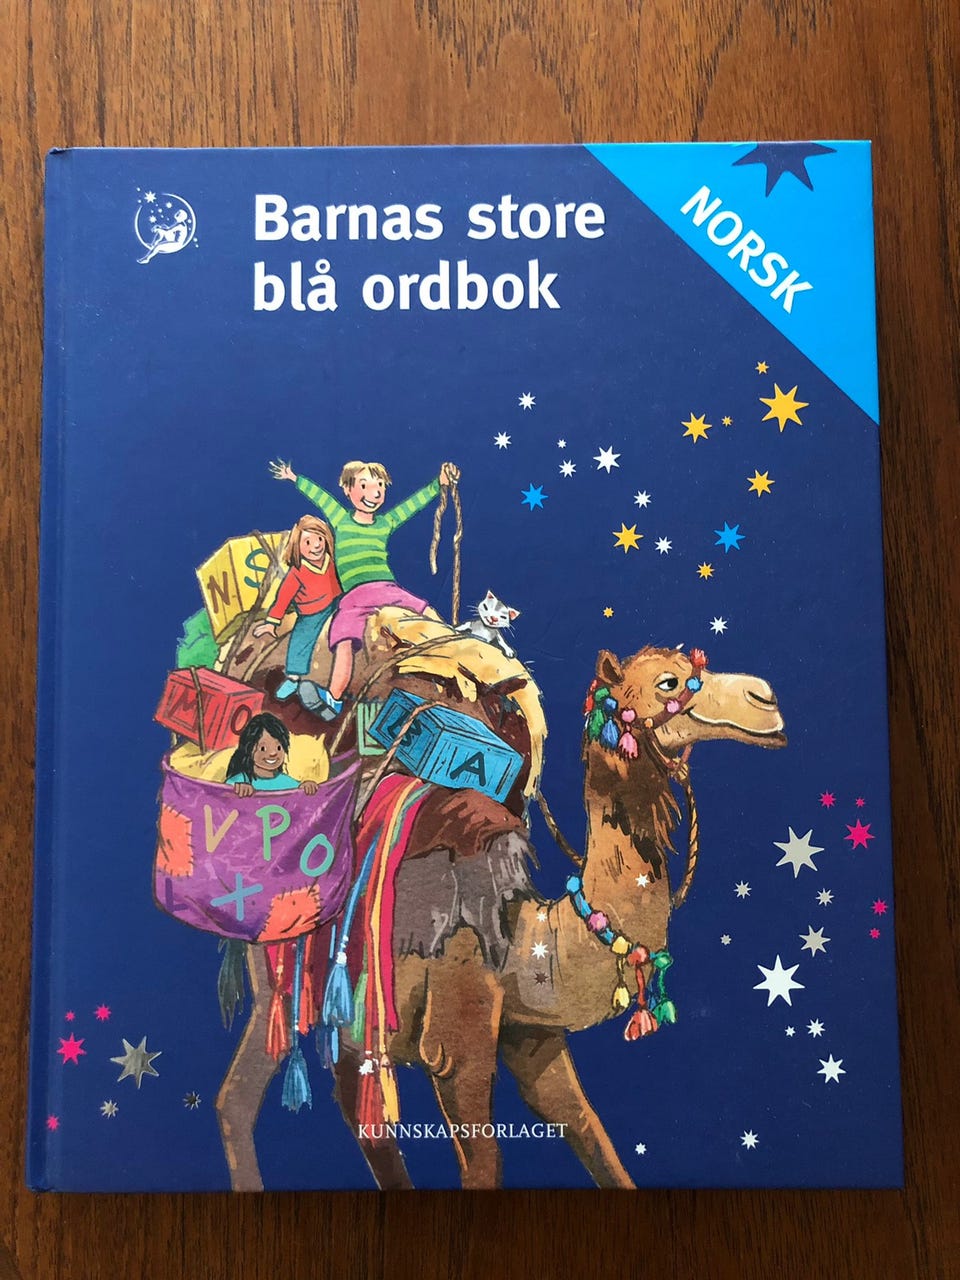 Barnas store
blå ordbok
NORSK
N S
M O
W A
V P O
L X
KUNNSKAPSFORLAGET